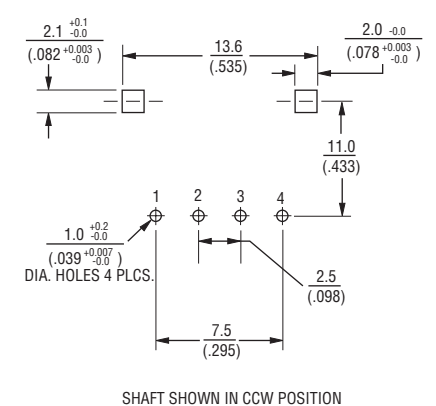 2.1 +0.1 -0.0
(.082 +0.003 -0.0 )
13.6
(.535)
2.0 -0.0
(.078 +0.003 -0.0 )
11.0
(.433)
1 2 3 4
1.0 +0.2 -0.0
(.039 +0.007 -0.0 )
DIA. HOLES 4 PLCS.
2.5
(.098)
7.5
(.295)
SHAFT SHOWN IN CCW POSITION